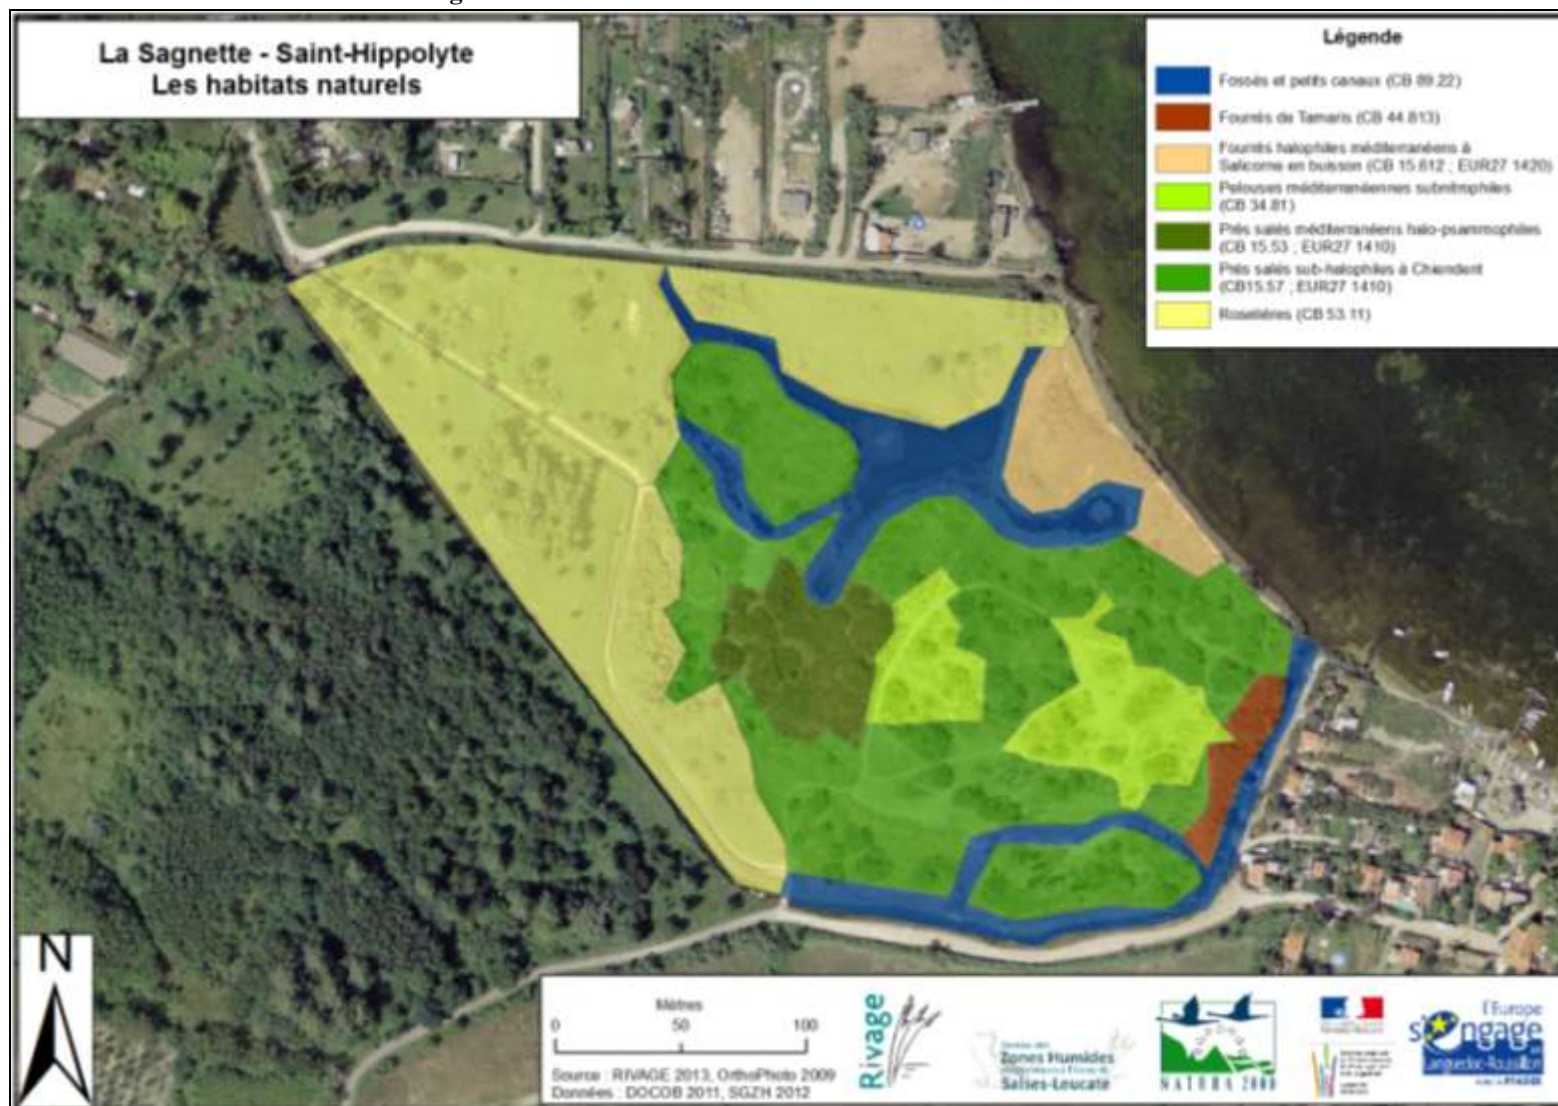 La Sagnette - Saint-Hippolyte
Les habitats naturels
Légende
Fossés et petits canaux (CB 89.22)
Fourrés de Tamaris (CB 44.813)
Fourrés halophiles méditerranéens à
Salicorne en buisson (CB 15.612 ; EUR27 1420)
Pelouses méditerranéennes subnitrophiles
(CB 34.81)
Prés salés méditerranéens halo-psammophiles
(CB 15.53 ; EUR27 1410)
Prés salés sub-halophiles à Chiendent
(CB15.57 ; EUR27 1410)
Roselières (CB 53.11)
N
Mètres
0 50 100
Source : RIVAGE 2013, OrthoPhoto 2009
Données : DOCOB 2011, SGZH 2012
Rivage
Zones Humides
Salses-Leucate
NATURA 2000
l'Europe
s'engage
en
Languedoc-Roussillon